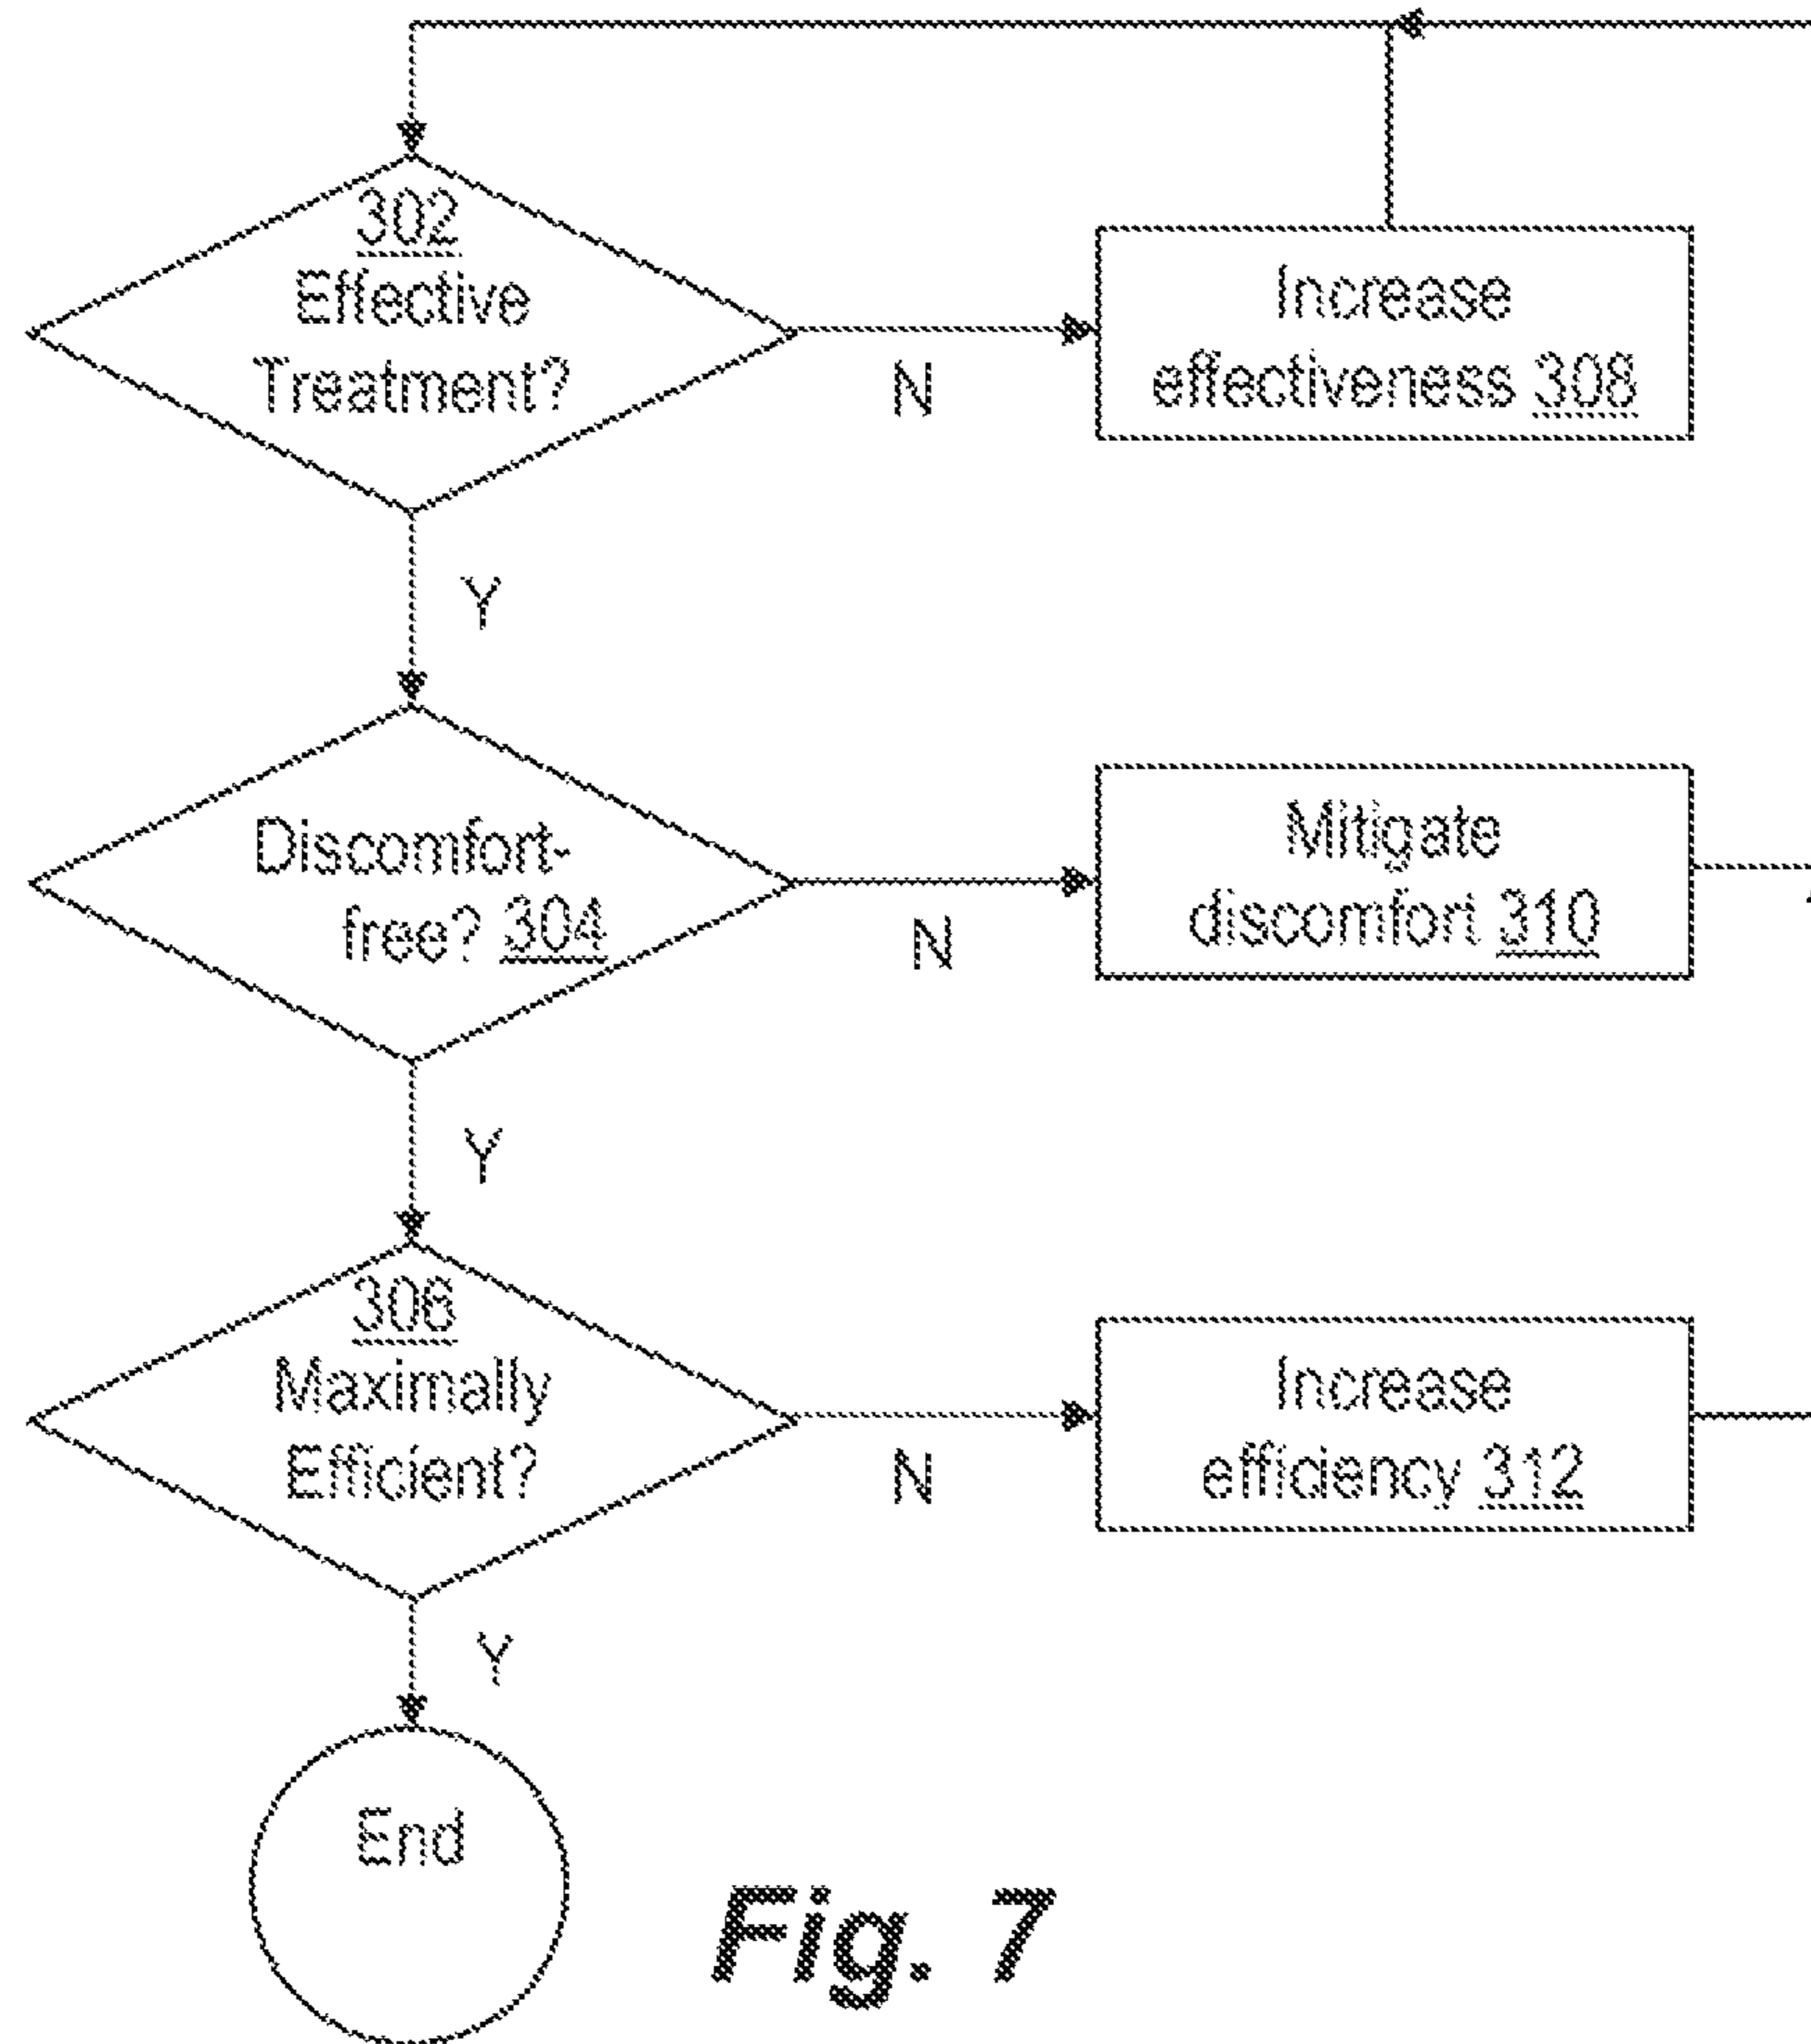 302
Effective
Treatment?
N
Increase
effectiveness 308
Y
Discomfort-
free? 304
N
Mitigate
discomfort 310
Y
306
Maximally
Efficient?
N
Increase
efficiency 312
Y
End
Fig. 7